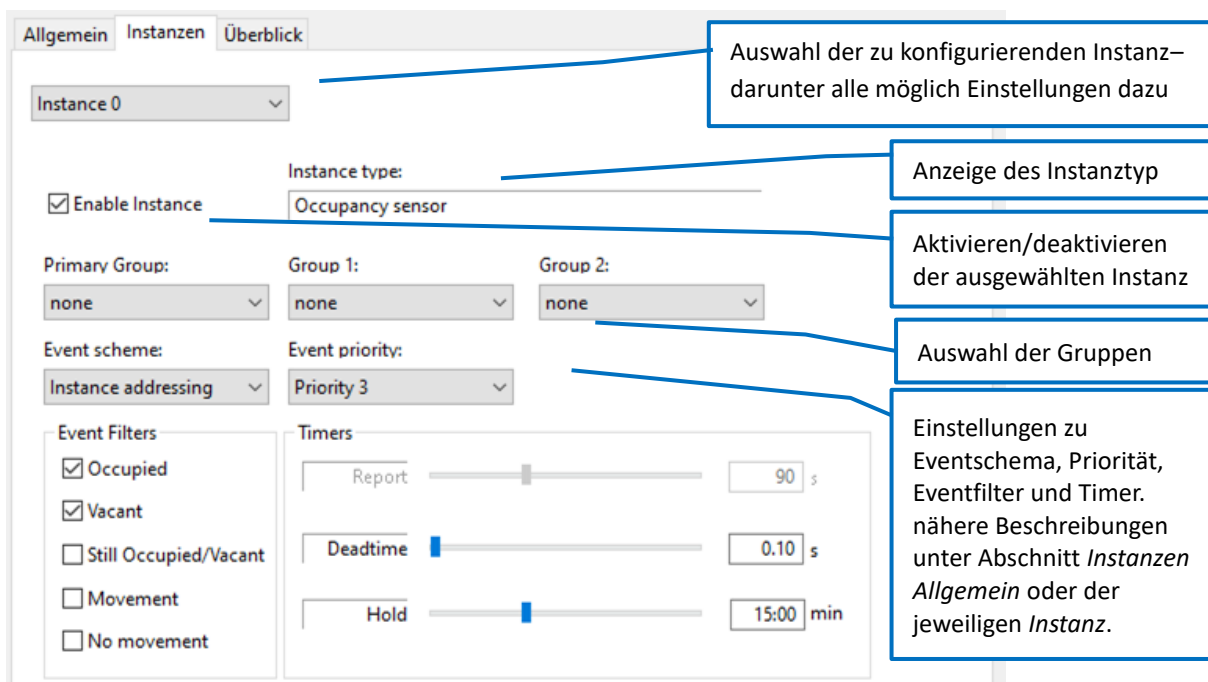 Allgemein Instanzen Überblick
Auswahl der zu konfigurierenden Instanz–
darunter alle möglich Einstellungen dazu
Instance 0
Anzeige des Instanztyp
Instance type:
Enable Instance
Occupancy sensor
Aktivieren/deaktivieren
der ausgewählten Instanz
Primary Group: Group 1: Group 2:
none none none
Auswahl der Gruppen
Event scheme: Event priority:
Instance addressing Priority 3
Einstellungen zu
Eventschema, Priorität,
Eventfilter und Timer.
nähere Beschreibungen
unter Abschnitt Instanzen
Allgemein oder der
jeweiligen Instanz.
Event Filters
Occupied
Vacant
Still Occupied/Vacant
Movement
No movement
Timers
Report 90 s
Deadtime 0.10 s
Hold 15:00 min